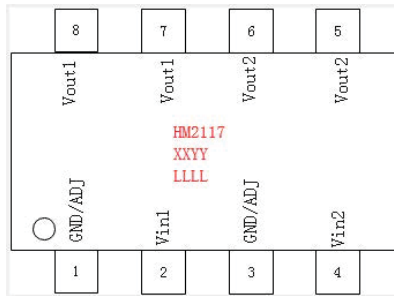 8 7 6 5
Vout1 Vout1 Vout2 Vout2
HM2117
XXYY
LLLL
GND/ADJ Vin1 GND/ADJ Vin2
1 2 3 4